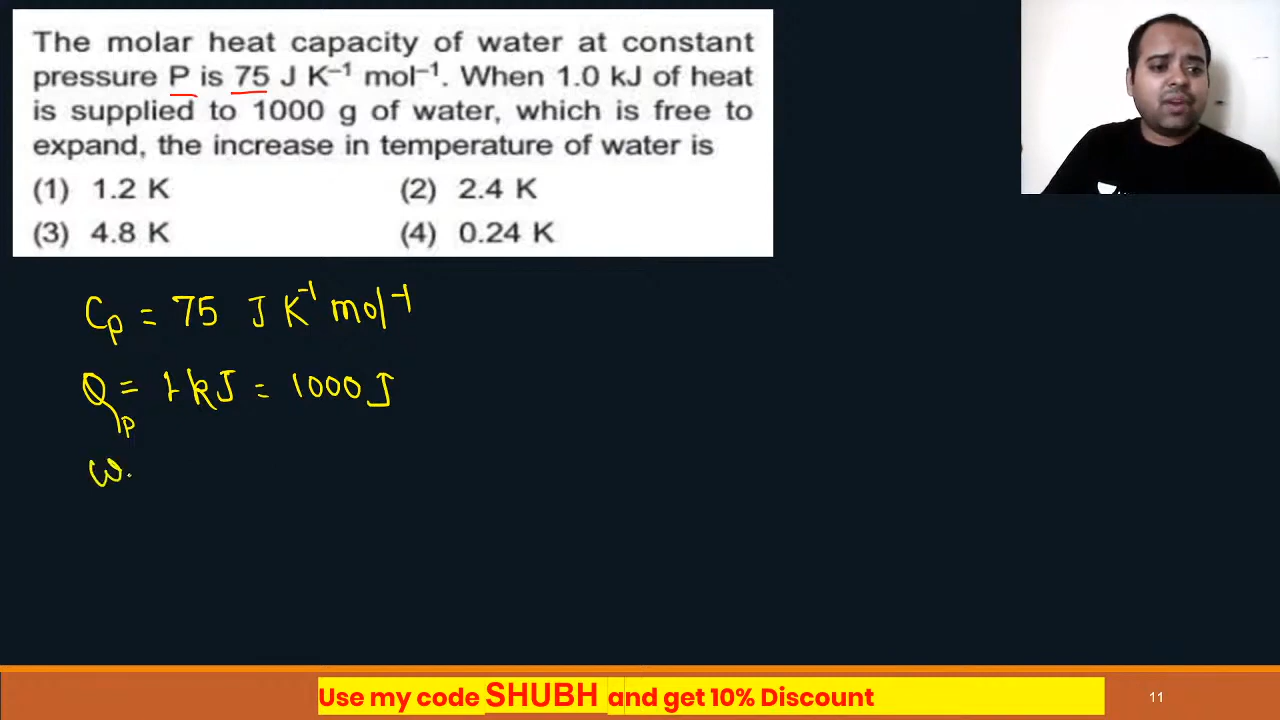 The molar heat capacity of water at constant
pressure P is 75 J K⁻¹ mol⁻¹. When 1.0 kJ of heat
is supplied to 1000 g of water, which is free to
expand, the increase in temperature of water is
(1) 1.2 K (2) 2.4 K
(3) 4.8 K (4) 0.24 K
Cp = 75 J K⁻¹ mol⁻¹
Qp = 1 kJ = 1000 J
w.
Use my code SHUBH and get 10% Discount
11